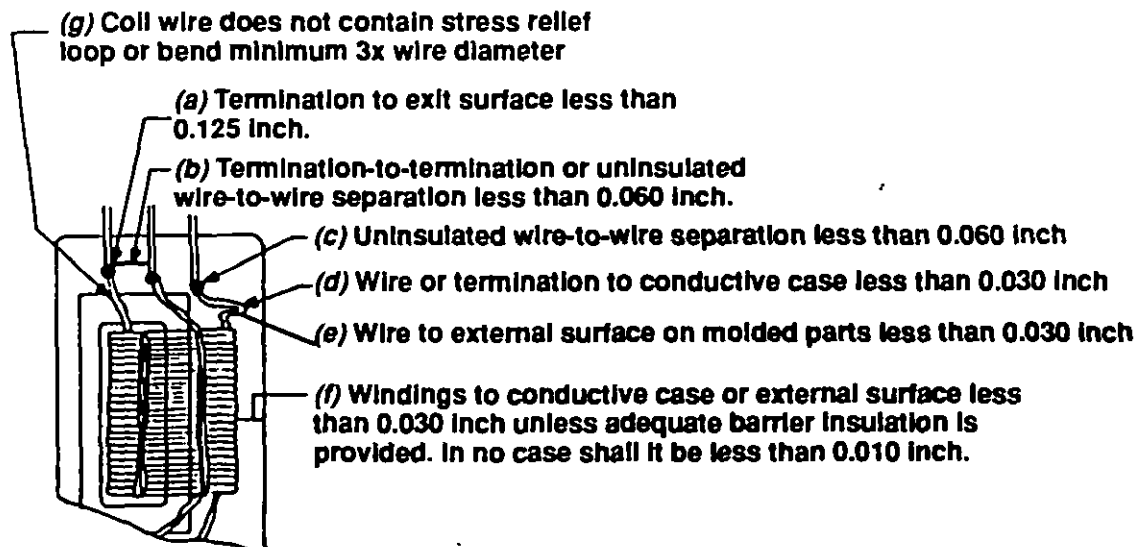 (g) Coil wire does not contain stress relief
loop or bend minimum 3x wire diameter
(a) Termination to exit surface less than
0.125 inch.
(b) Termination-to-termination or uninsulated
wire-to-wire separation less than 0.060 inch.
(c) Uninsulated wire-to-wire separation less than 0.060 inch
(d) Wire or termination to conductive case less than 0.030 inch
(e) Wire to external surface on molded parts less than 0.030 inch
(f) Windings to conductive case or external surface less
than 0.030 inch unless adequate barrier insulation is
provided. In no case shall it be less than 0.010 inch.